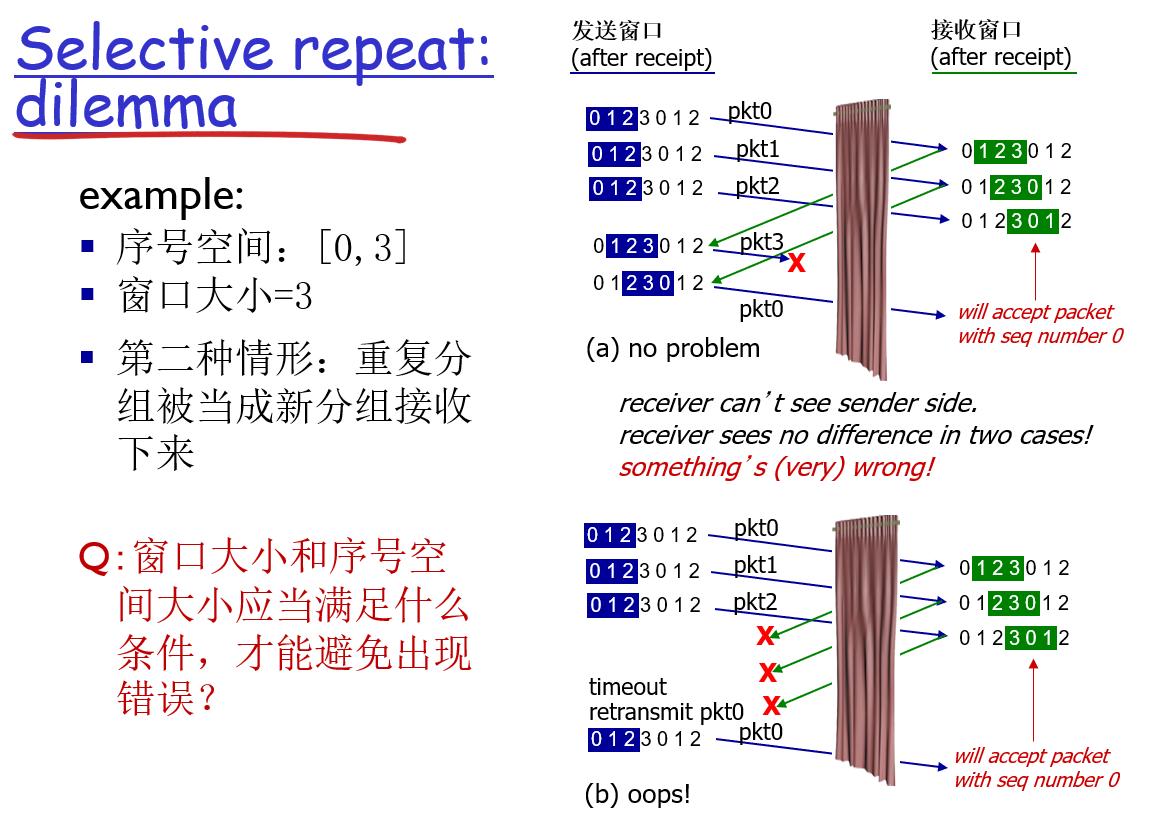 Selective repeat:
dilemma
example:
▪ 序号空间：[0,3]
▪ 窗口大小=3
▪ 第二种情形：重复分
组被当成新分组接收
下来
Q:窗口大小和序号空
间大小应当满足什么
条件，才能避免出现
错误？
发送窗口
(after receipt)
接收窗口
(after receipt)
0 1 2 3 0 1 2
pkt0
0 1 2 3 0 1 2
pkt1
0 1 2 3 0 1 2
0 1 2 3 0 1 2
pkt2
0 1 2 3 0 1 2
0 1 2 3 0 1 2
0 1 2 3 0 1 2
pkt3
X
0 1 2 3 0 1 2
pkt0
will accept packet
with seq number 0
(a) no problem
receiver can’t see sender side.
receiver sees no difference in two cases!
something’s (very) wrong!
0 1 2 3 0 1 2
pkt0
0 1 2 3 0 1 2
pkt1
0 1 2 3 0 1 2
0 1 2 3 0 1 2
pkt2
0 1 2 3 0 1 2
0 1 2 3 0 1 2
X
X
X
timeout
retransmit pkt0
0 1 2 3 0 1 2
pkt0
will accept packet
with seq number 0
(b) oops!